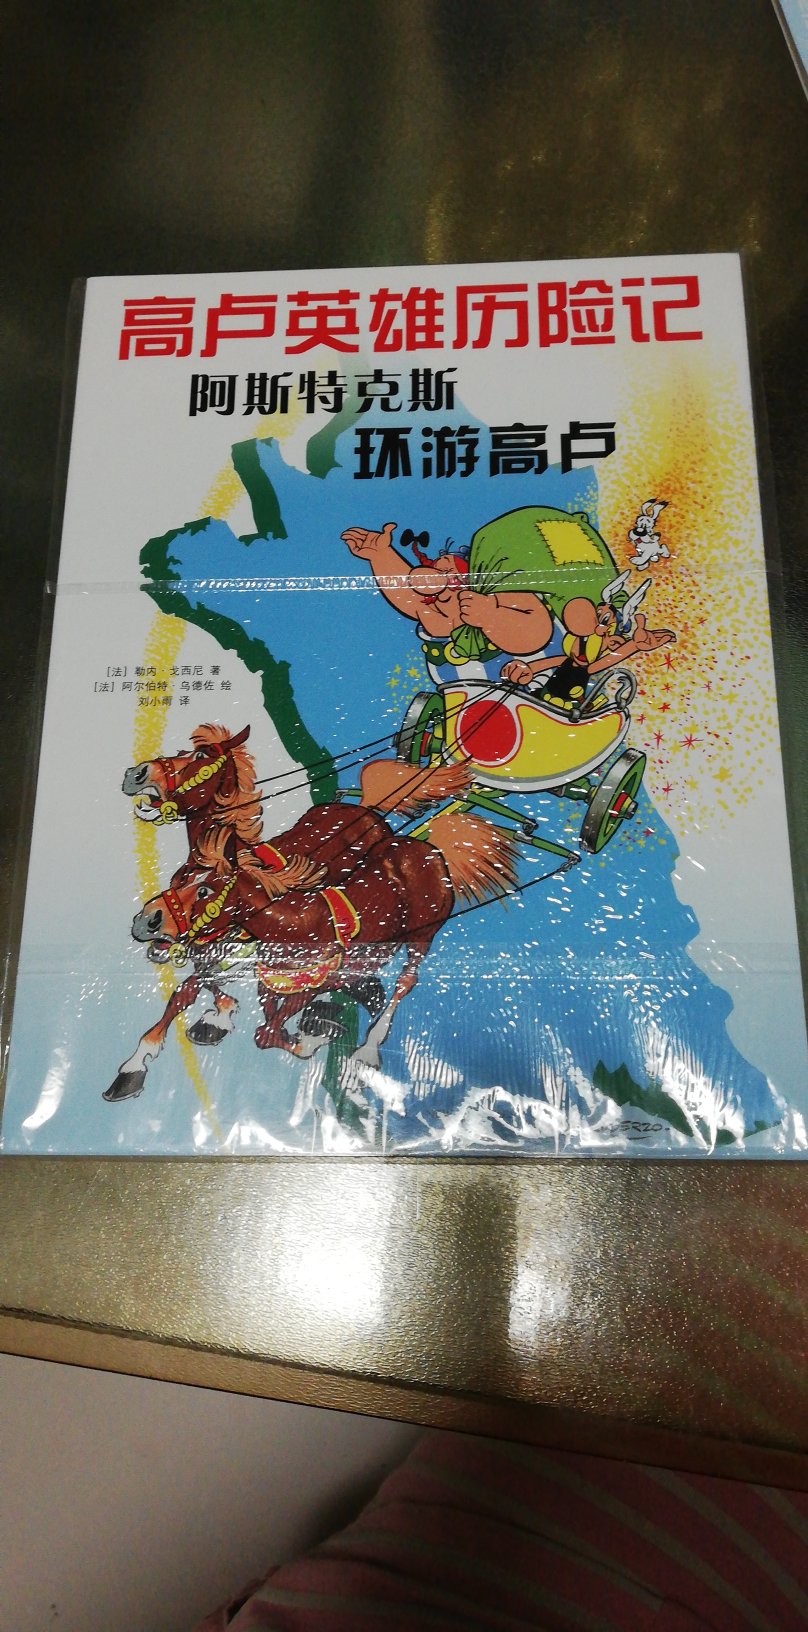 高卢英雄历险记
阿斯特克斯
环游高卢
［法］勒内·戈西尼 著
［法］阿尔伯特·乌德佐 绘
刘小雨 译